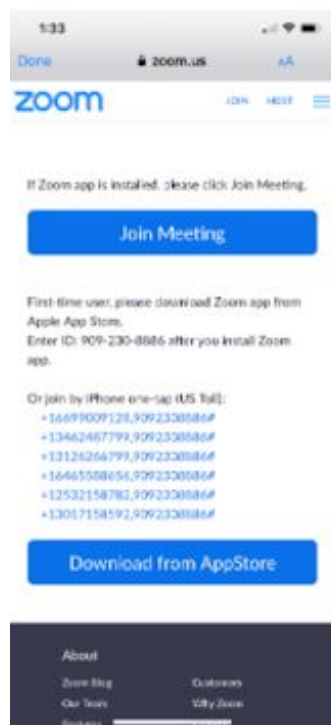 1:33
Done zoom.us AA
zoom JOIN HOST
If Zoom app is installed, please click Join Meeting.
Join Meeting
First-time user, please download Zoom app from
Apple App Store.
Enter ID: 909-230-8886 after you install Zoom
app.
Or join by iPhone one-tap (US Toll):
+16699009128,9092308886#
+13462487799,9092308886#
+13126266799,9092308886#
+16465588656,9092308886#
+12532158782,9092308886#
+13017158592,9092308886#
Download from AppStore
About
Zoom Blog Customers
Our Team Why Zoom